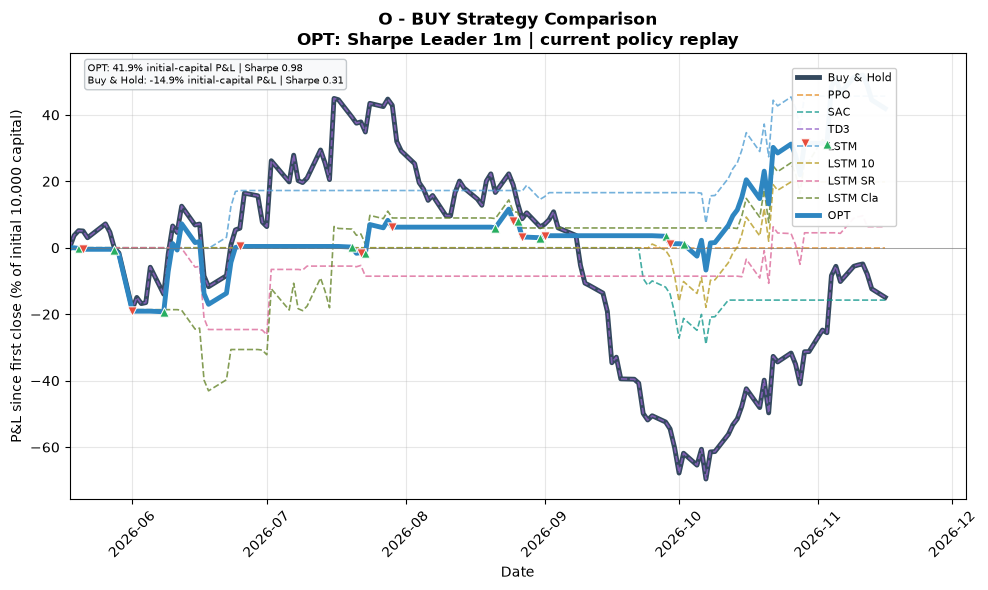 O - BUY Strategy Comparison
OPT: Sharpe Leader 1m | current policy replay
OPT: 41.9% initial-capital P&L | Sharpe 0.98
Buy & Hold: -14.9% initial-capital P&L | Sharpe 0.31
Buy & Hold
PPO
SAC
TD3
LSTM
LSTM 10
LSTM SR
LSTM Cla
OPT
P&L since first close (% of initial 10,000 capital)
40
20
0
−20
−40
−60
2026-06
2026-07
2026-08
2026-09
2026-10
2026-11
2026-12
Date